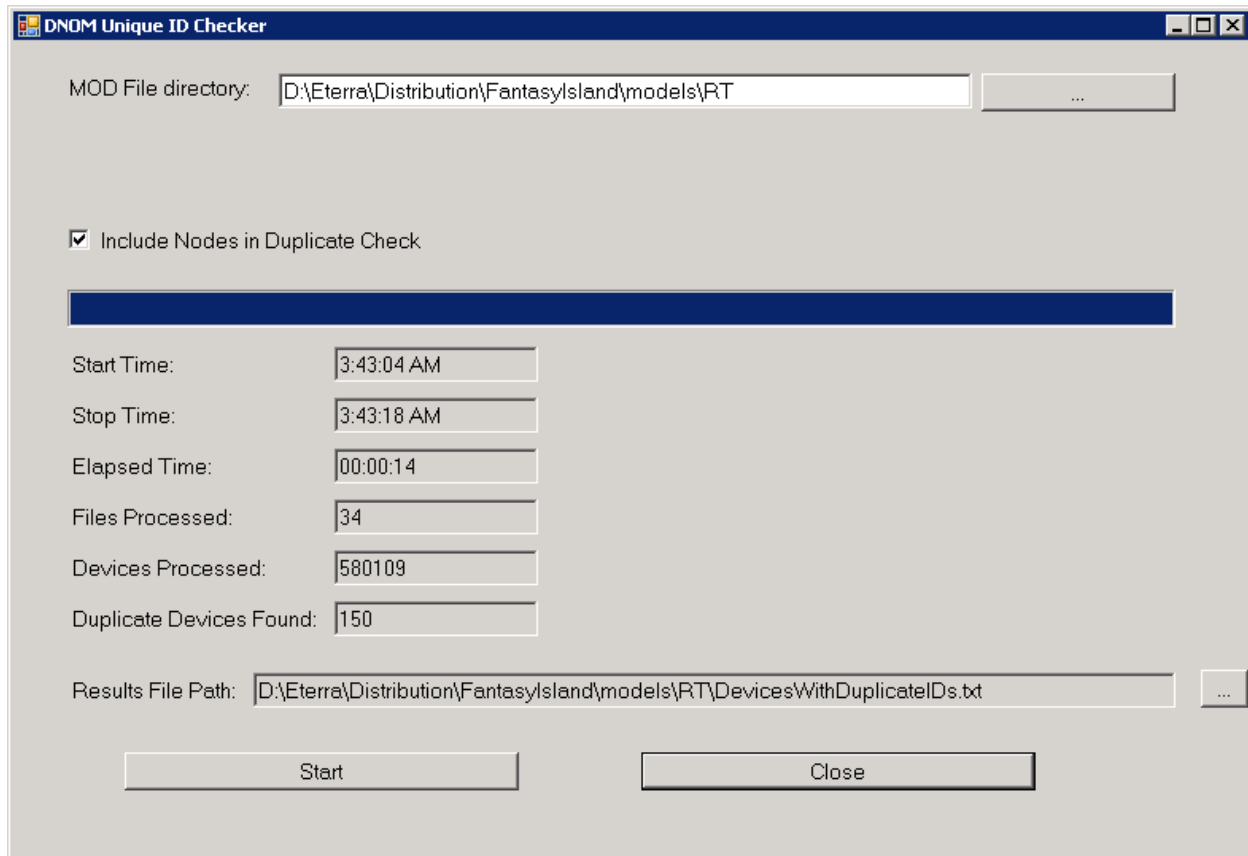 DNOM Unique ID Checker
MOD File directory: D:\Eterra\Distribution\FantasyIsland\models\RT ...
Include Nodes in Duplicate Check
Start Time: 3:43:04 AM
Stop Time: 3:43:18 AM
Elapsed Time: 00:00:14
Files Processed: 34
Devices Processed: 580109
Duplicate Devices Found: 150
Results File Path: D:\Eterra\Distribution\FantasyIsland\models\RT\DevicesWithDuplicateIDs.txt ...
Start Close